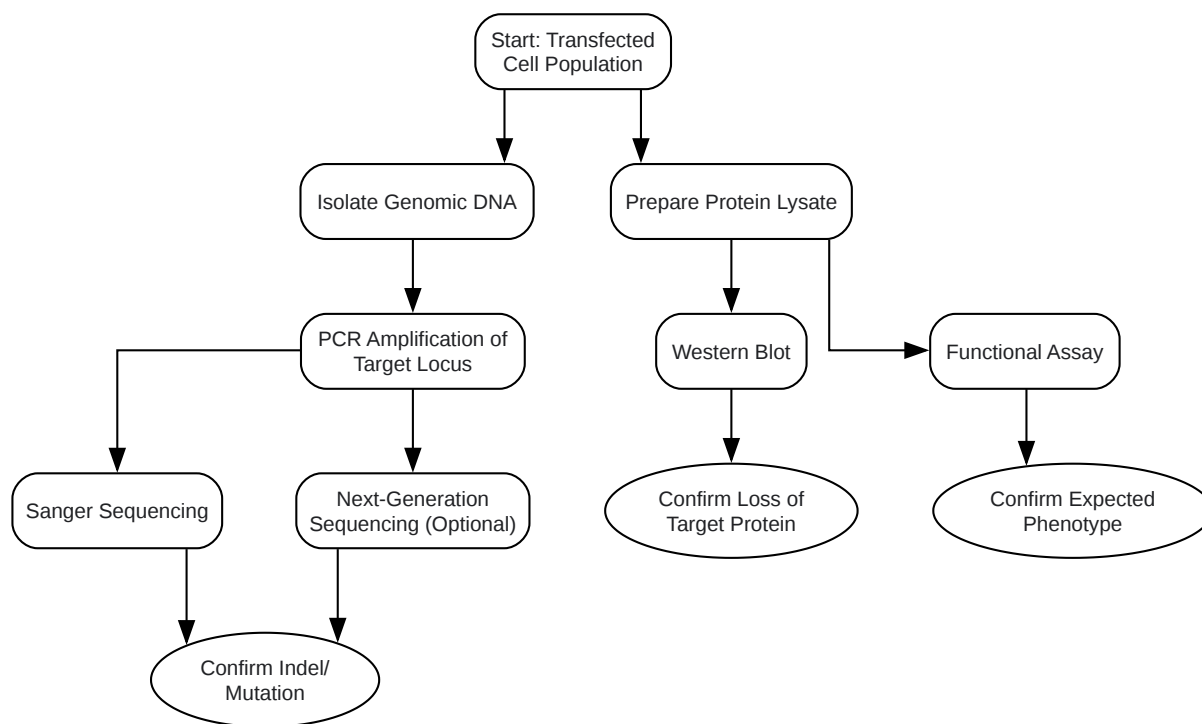 Start: Transfected
Cell Population
Isolate Genomic DNA
Prepare Protein Lysate
PCR Amplification of
Target Locus
Western Blot
Functional Assay
Sanger Sequencing
Next-Generation
Sequencing (Optional)
Confirm Loss of
Target Protein
Confirm Expected
Phenotype
Confirm Indel/
Mutation